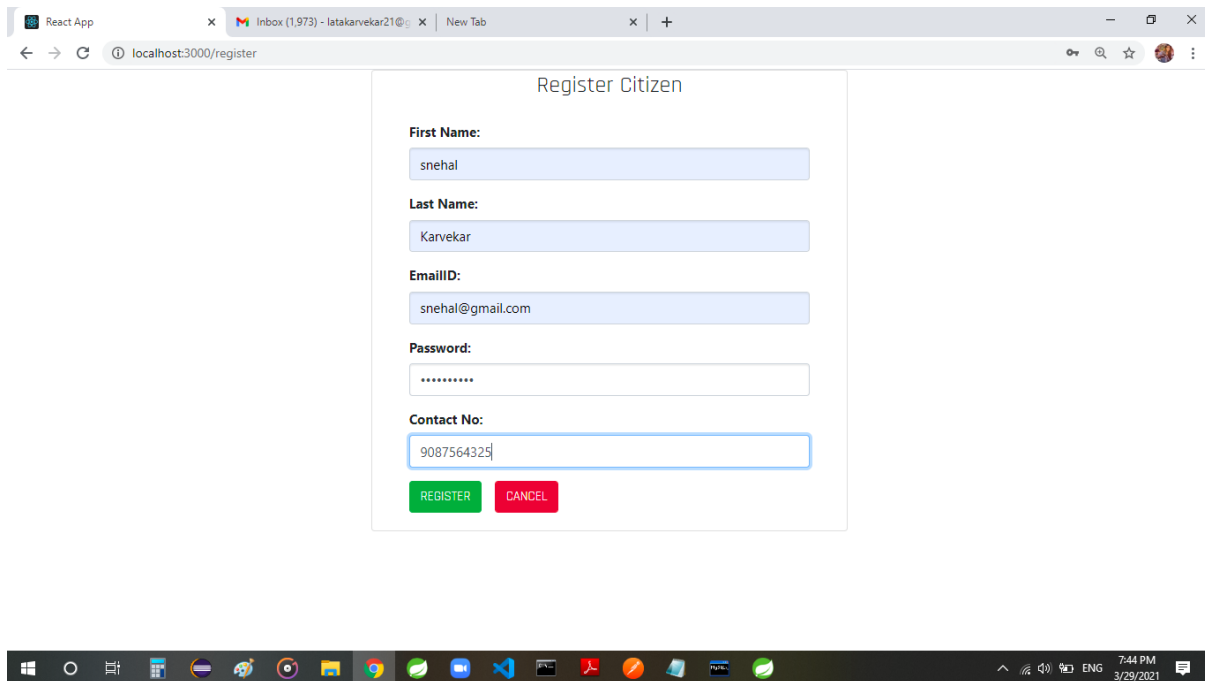 React App
Inbox (1,973) - latakarvekar21@g
New Tab
localhost:3000/register
Register Citizen
First Name:
snehal
Last Name:
Karvekar
EmailID:
snehal@gmail.com
Password:
••••••••••
Contact No:
9087564325
REGISTER CANCEL
ENG
7:44 PM
3/29/2021